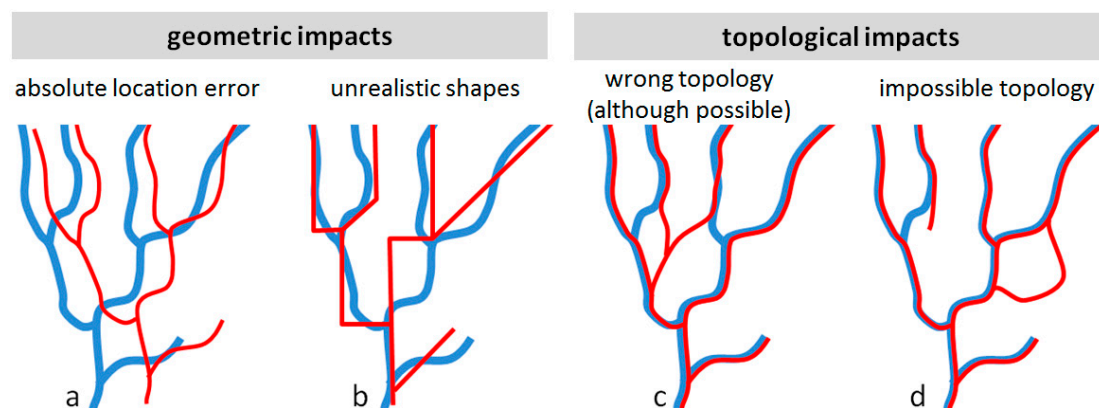 geometric impacts
topological impacts
absolute location error
unrealistic shapes
wrong topology
(although possible)
impossible topology
a
b
c
d